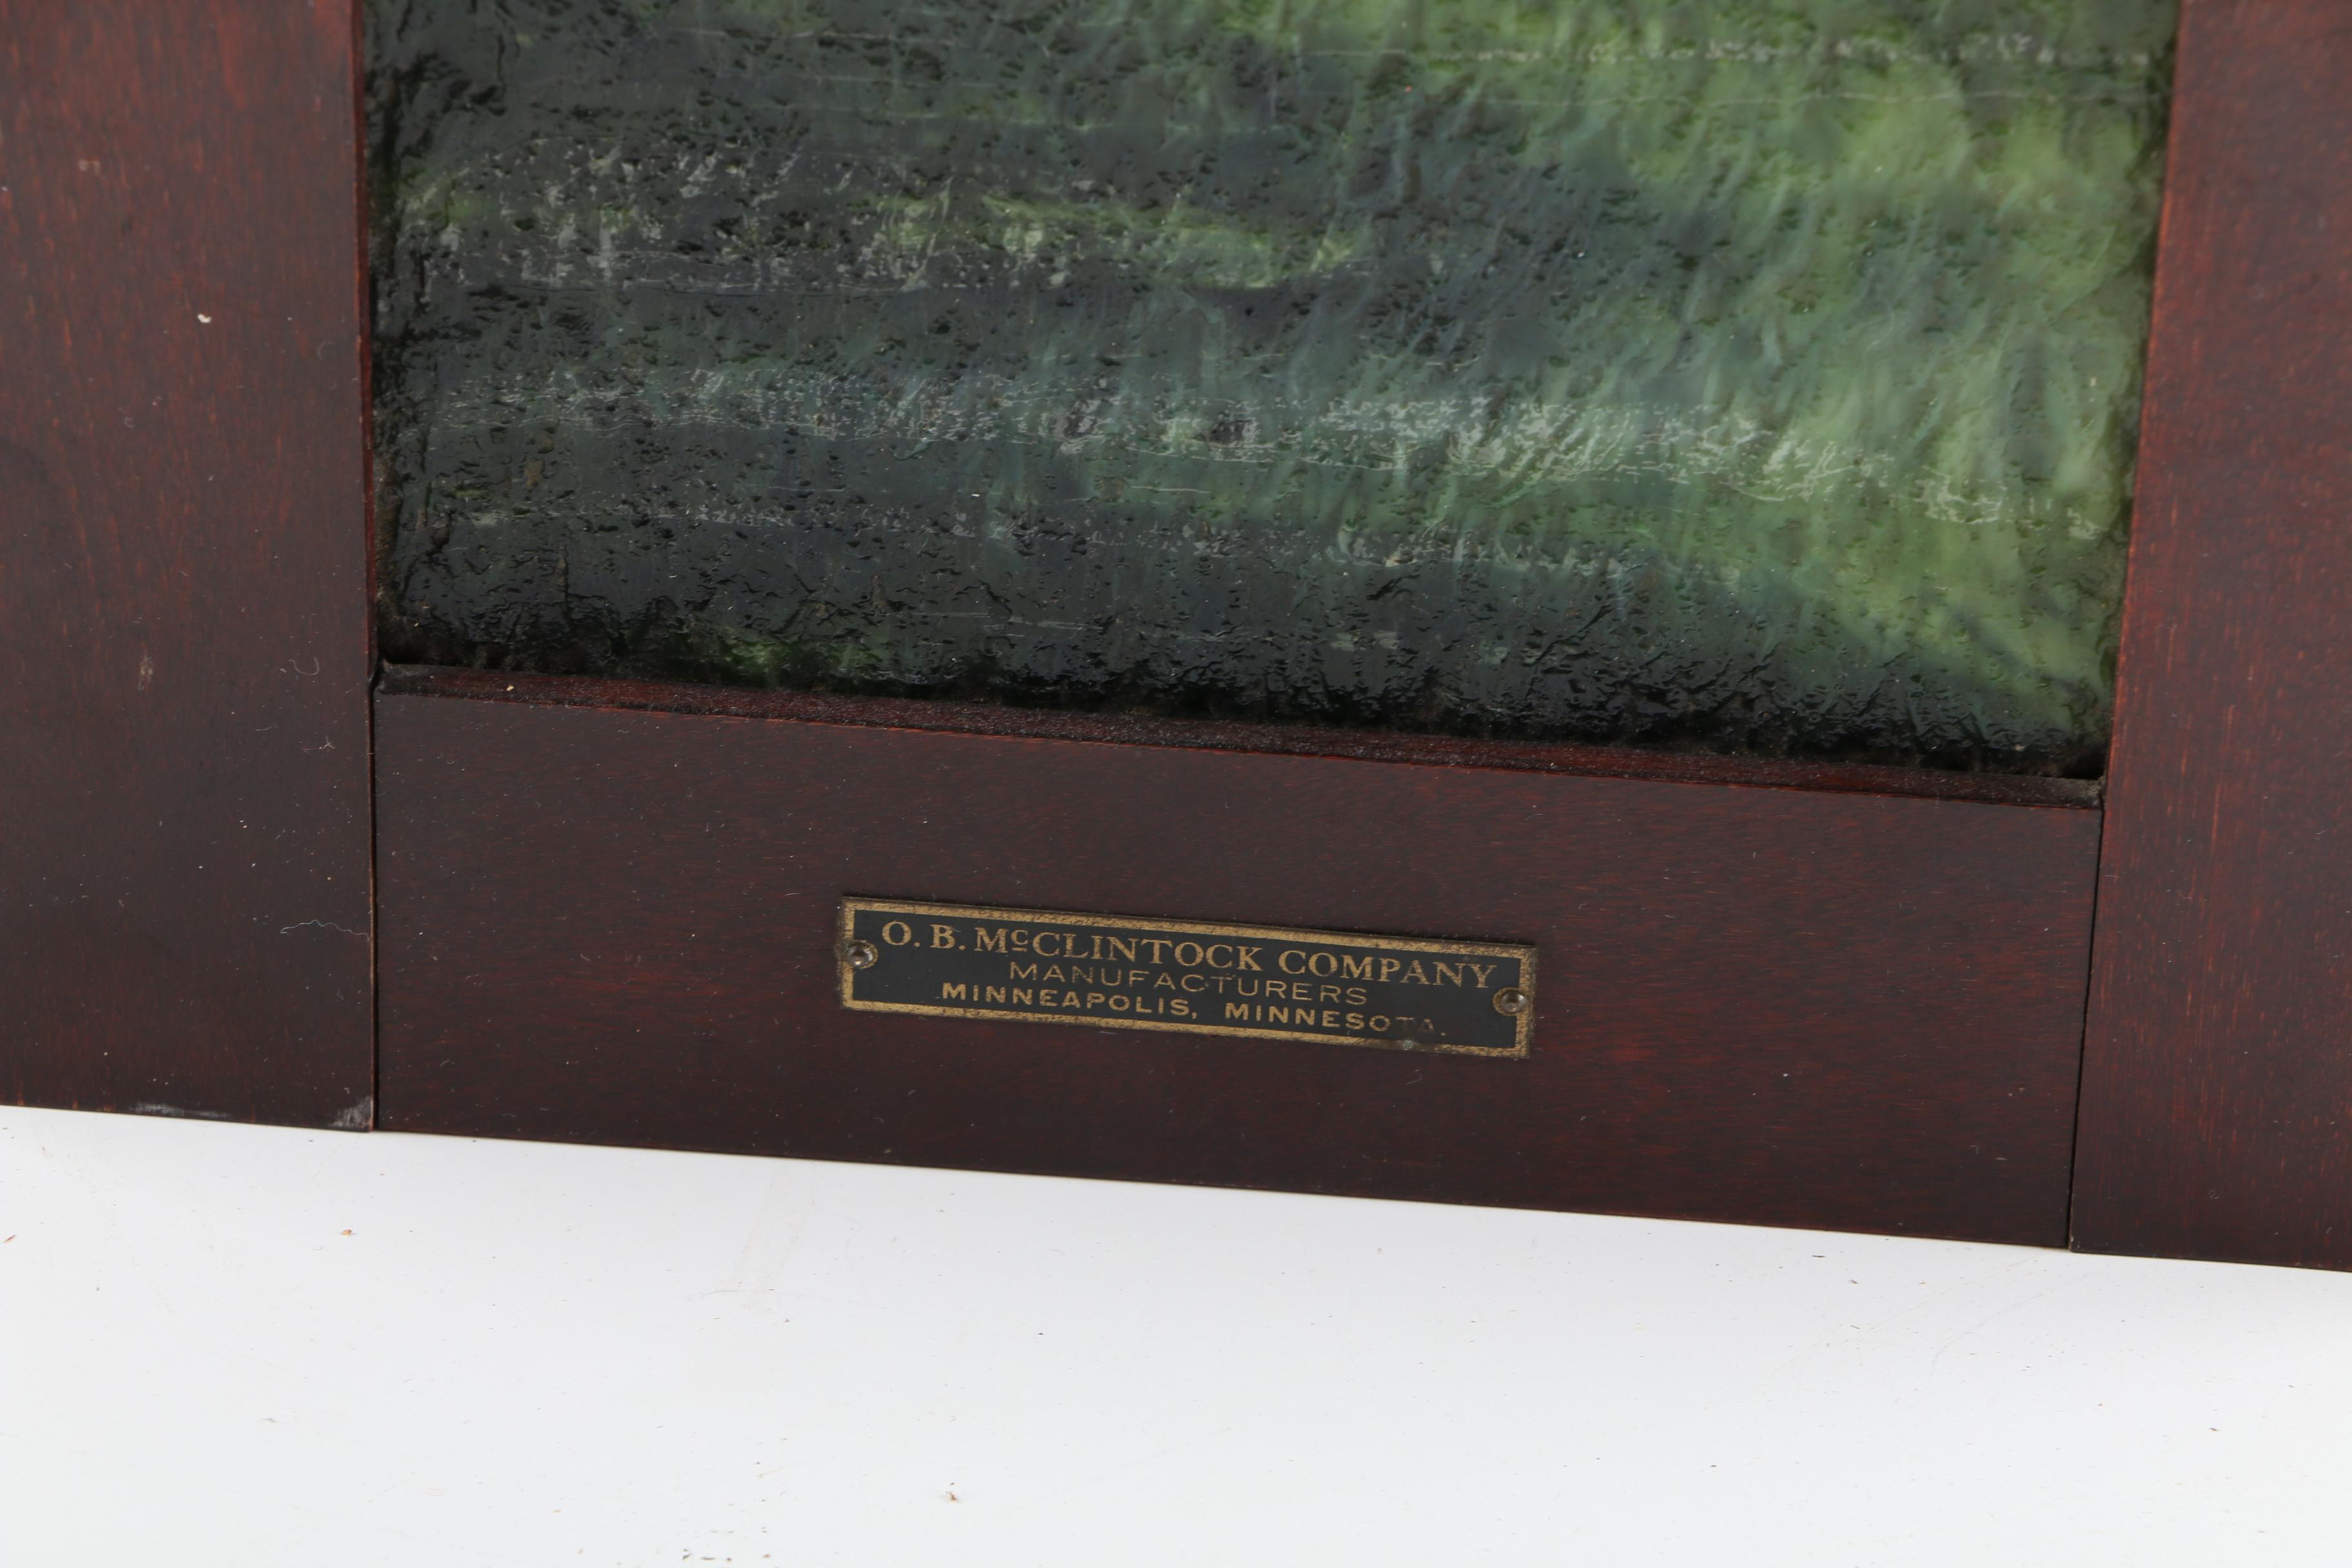 O. B. McCLINTOCK COMPANY
MANUFACTURERS
MINNEAPOLIS, MINNESOTA.